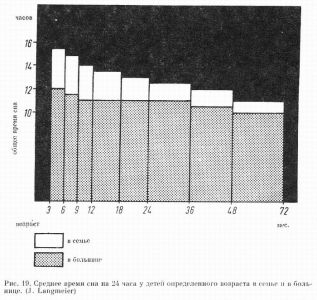 часов
16
14
12
10
общее время сна
3 6 9 12 18 24 36 48 72
возраст мес.
в семье
в больнице
Рис. 19. Среднее время сна на 24 часа у детей определенного возраста в семье и в боль-
нице. (J. Langmeier)